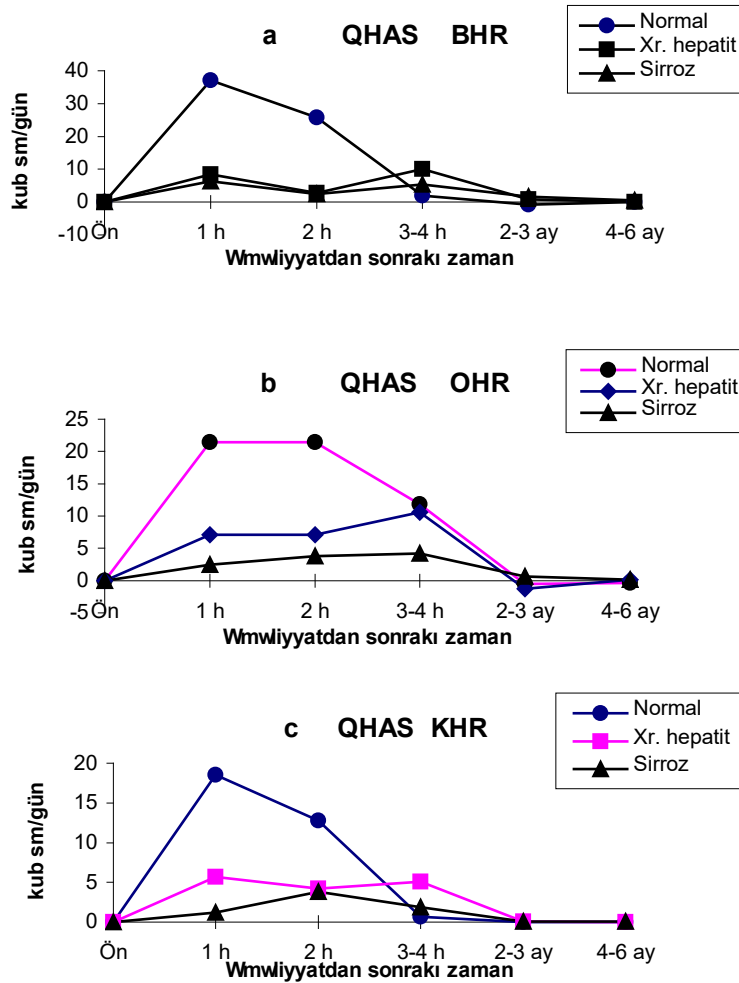 a QHAS BHR
Normal
Xr. hepatit
Sirroz
kub sm/gün
40
30
20
10
0
-10
Ön 1 h 2 h 3-4 h 2-3 ay 4-6 ay
Wmwliyyatdan sonrakı zaman
b QHAS OHR
Normal
Xr. hepatit
Sirroz
kub sm/gün
25
20
15
10
5
0
-5
Ön 1 h 2 h 3-4 h 2-3 ay 4-6 ay
Wmwliyyatdan sonrakı zaman
c QHAS KHR
Normal
Xr. hepatit
Sirroz
kub sm/gün
20
15
10
5
0
Ön 1 h 2 h 3-4 h 2-3 ay 4-6 ay
Wmwliyyatdan sonrakı zaman